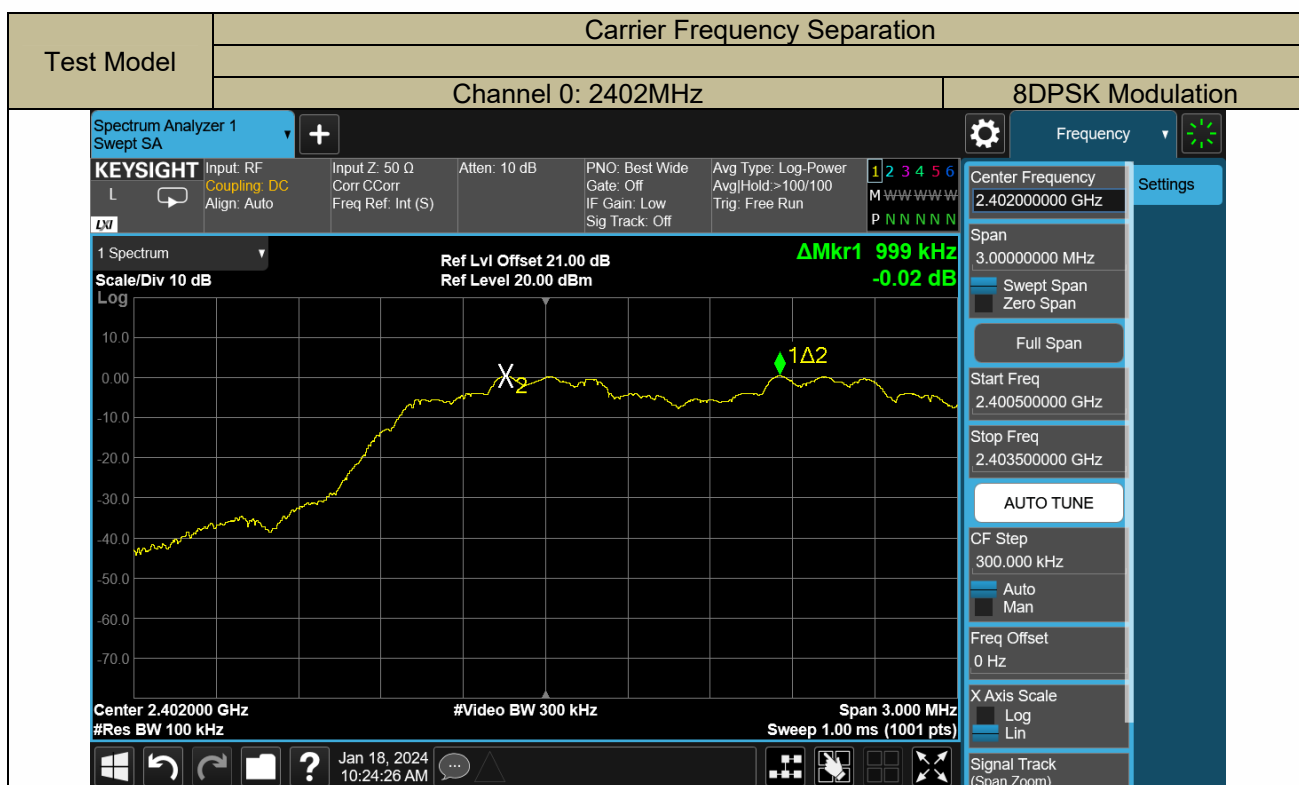 Carrier Frequency Separation
Test Model
Channel 0: 2402MHz 8DPSK Modulation
Spectrum Analyzer 1
Swept SA
+
Frequency
KEYSIGHT
L
LXI
Input: RF
Coupling: DC
Align: Auto
Input Z: 50 Ω
Corr CCorr
Freq Ref: Int (S)
Atten: 10 dB
PNO: Best Wide
Gate: Off
IF Gain: Low
Sig Track: Off
Avg Type: Log-Power
Avg|Hold:>100/100
Trig: Free Run
1 2 3 4 5 6
M W W W W W
P N N N N N
1 Spectrum
Scale/Div 10 dB
Log
Ref Lvl Offset 21.00 dB
Ref Level 20.00 dBm
ΔMkr1 999 kHz
-0.02 dB
10.0
0.00
-10.0
-20.0
-30.0
-40.0
-50.0
-60.0
-70.0
X2
1Δ2
Center 2.402000 GHz
#Res BW 100 kHz
#Video BW 300 kHz
Span 3.000 MHz
Sweep 1.00 ms (1001 pts)
Center Frequency
2.402000000 GHz
Settings
Span
3.00000000 MHz
Swept Span
Zero Span
Full Span
Start Freq
2.400500000 GHz
Stop Freq
2.403500000 GHz
AUTO TUNE
CF Step
300.000 kHz
Auto
Man
Freq Offset
0 Hz
X Axis Scale
Log
Lin
Signal Track
(Span Zoom)
?
Jan 18, 2024
10:24:26 AM